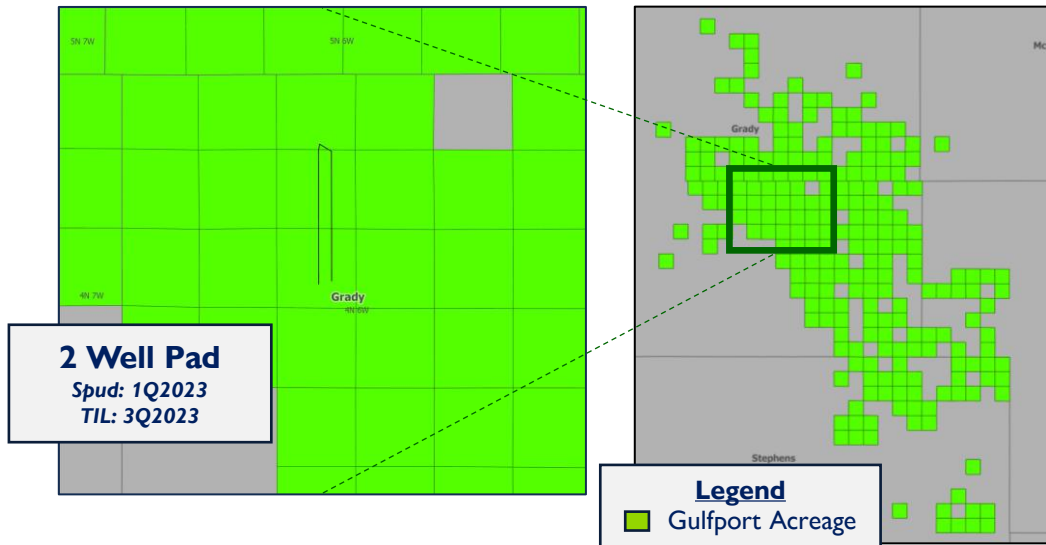 5N 7W
5N 6W
4N 7W
Grady
4N 6W
2 Well Pad
Spud: 1Q2023
TIL: 3Q2023
Mc
Grady
Stephens
Legend
Gulfport Acreage